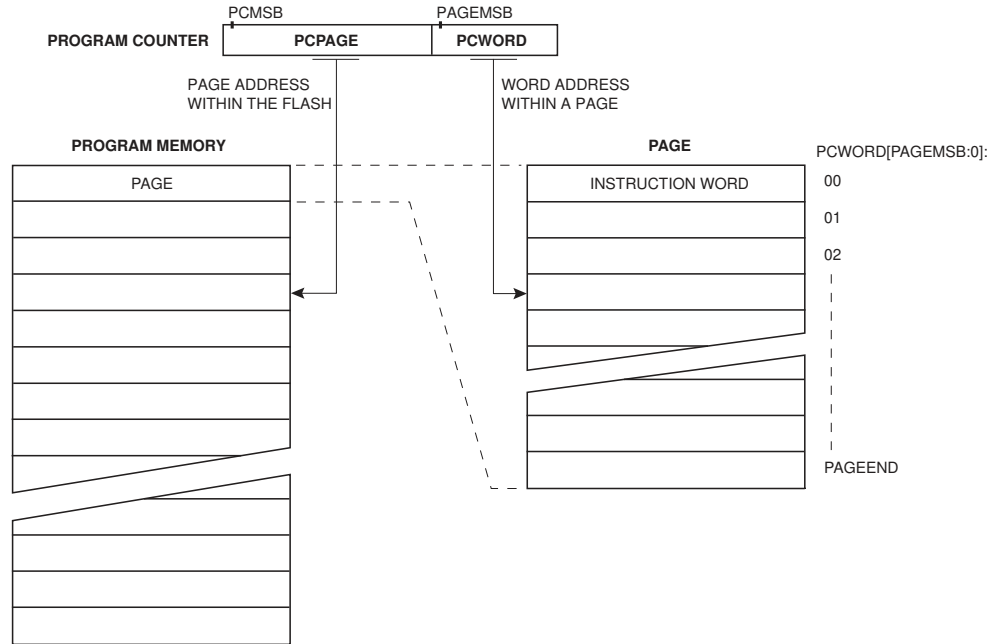 PCMSB
PAGEMSB
PROGRAM COUNTER
PCPAGE
PCWORD
PAGE ADDRESS
WITHIN THE FLASH
WORD ADDRESS
WITHIN A PAGE
PROGRAM MEMORY
PAGE
PCWORD[PAGEMSB:0]:
PAGE
INSTRUCTION WORD
00
01
02
PAGEEND